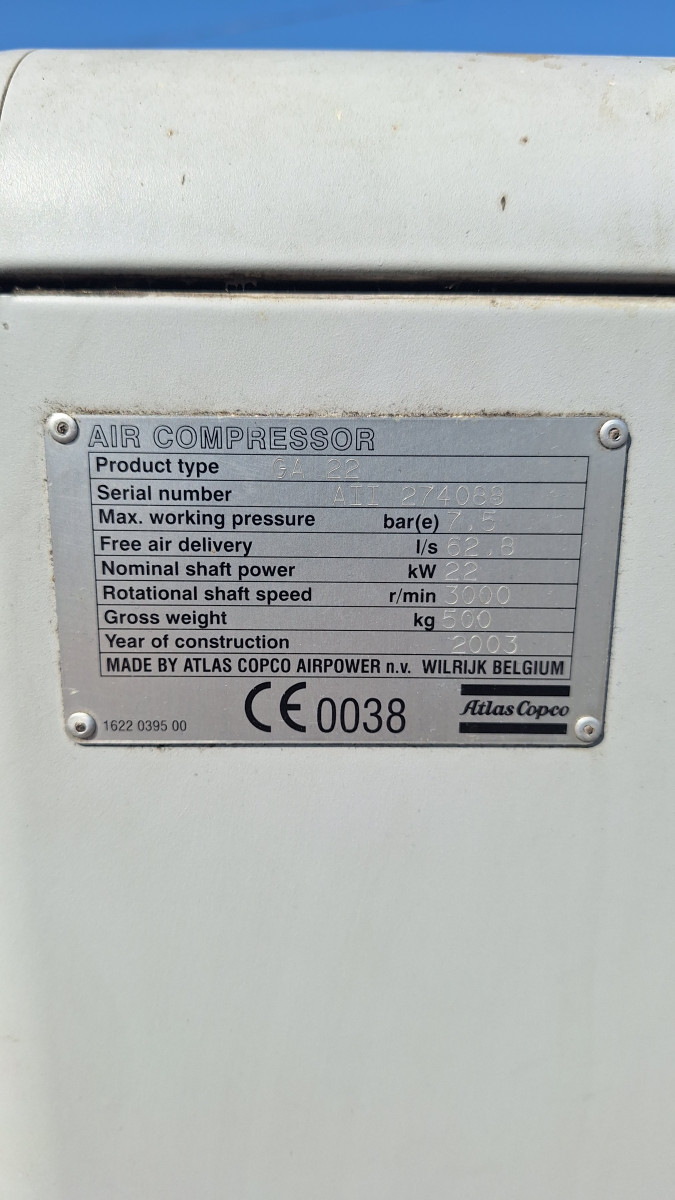 AIR COMPRESSOR
Product type GA 22
Serial number AII 274089
Max. working pressure bar(e) 7.5
Free air delivery l/s 62.8
Nominal shaft power kW 22
Rotational shaft speed r/min 3000
Gross weight kg 500
Year of construction 2003
MADE BY ATLAS COPCO AIRPOWER n.v. WILRIJK BELGIUM
1622 0395 00 CE 0038 Atlas Copco